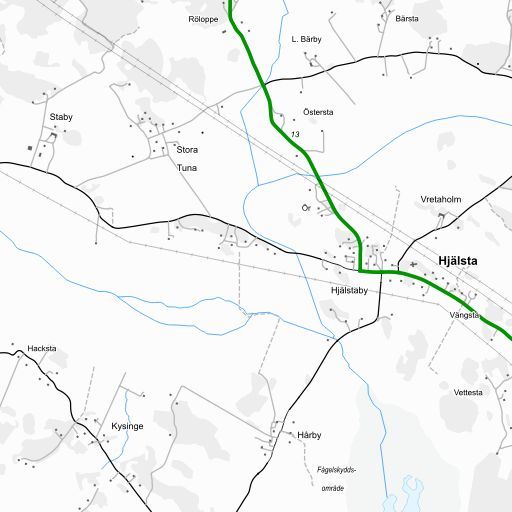 Röloppe
Bärsta
L. Bärby
Östersta
Staby
13
Stora
Tuna
Vretaholm
Ör
Hjälsta
Hjälstaby
Vängsta
Hacksta
Vettesta
Kysinge
Hårby
Fågelskydds-
område